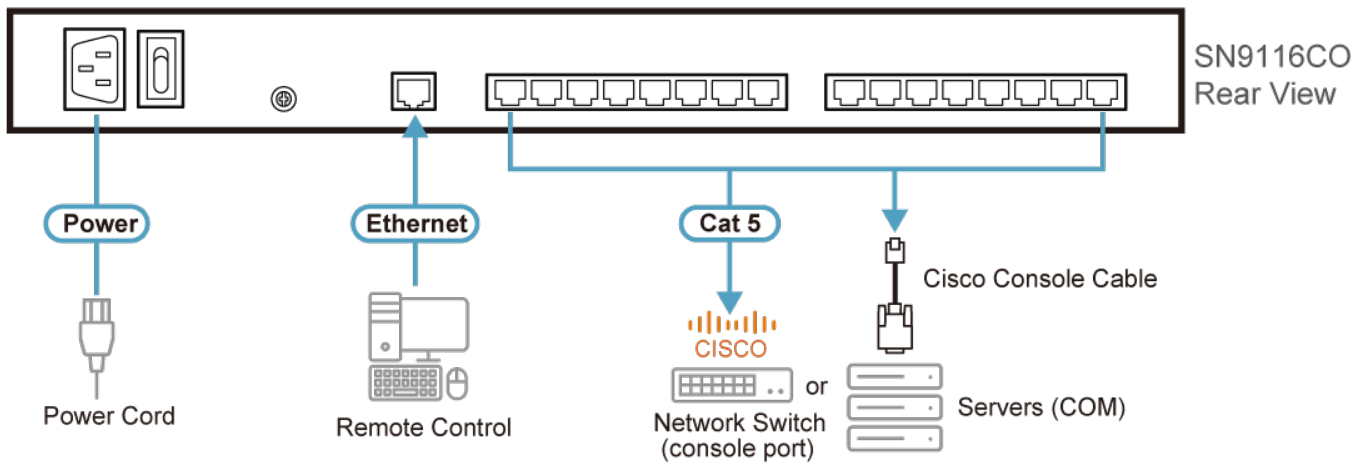 SN9116CO
Rear View
Power
Ethernet
Cat 5
Cisco Console Cable
CISCO
or
Power Cord
Remote Control
Network Switch
(console port)
Servers (COM)